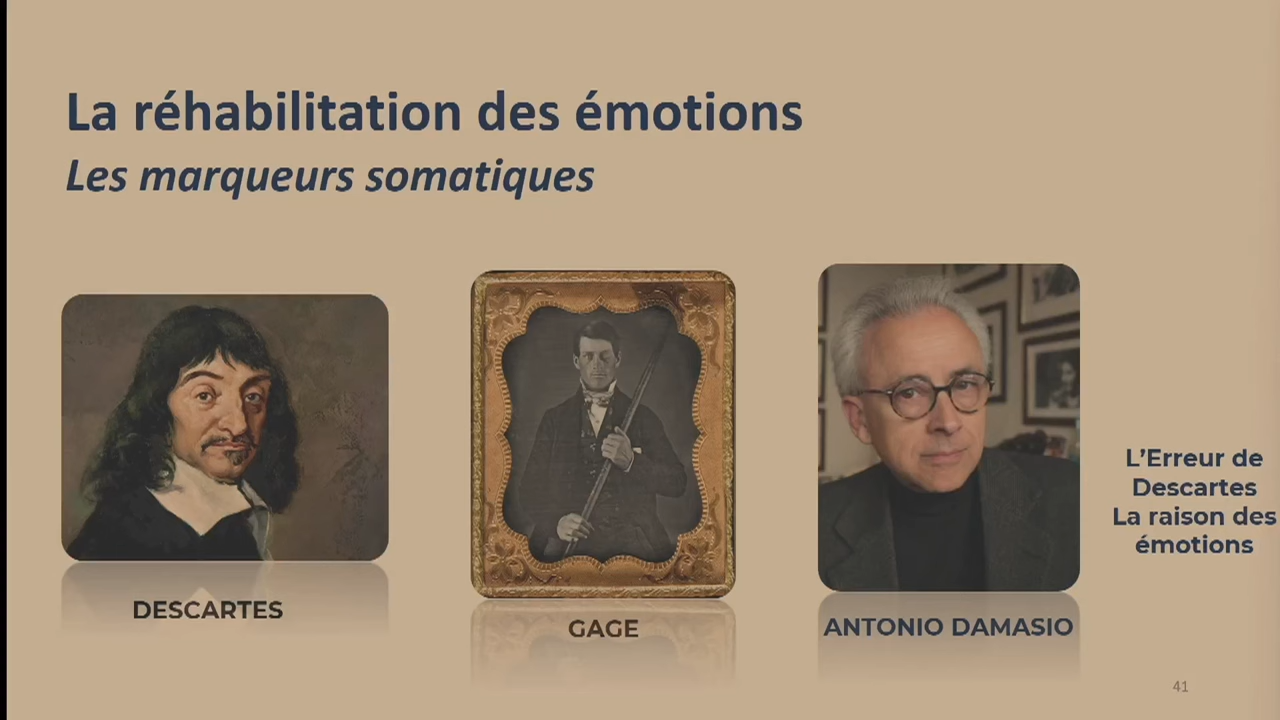 La réhabilitation des émotions
Les marqueurs somatiques
L’Erreur de
Descartes
La raison des
émotions
DESCARTES
GAGE
ANTONIO DAMASIO
41